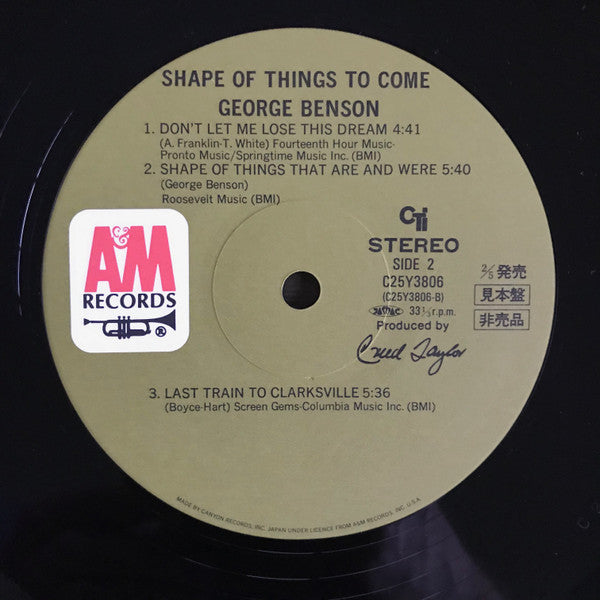 SHAPE OF THINGS TO COME
GEORGE BENSON
1. DON'T LET ME LOSE THIS DREAM 4:41
(A. Franklin-T. White) Fourteenth Hour Music-
Pronto Music/Springtime Music Inc. (BMI)
2. SHAPE OF THINGS THAT ARE AND WERE 5:40
(George Benson)
Roosevelt Music (BMI)
A&M
RECORDS
®
CTi
STEREO
SIDE 2
C25Y3806
(C25Y3806-B)
33⅓ r.p.m.
Produced by
Creed Taylor
2/5 発売
見本盤
非売品
3. LAST TRAIN TO CLARKSVILLE 5:36
(Boyce-Hart) Screen Gems-Columbia Music Inc. (BMI)
MADE BY CANYON RECORDS, INC. JAPAN UNDER LICENCE FROM A&M RECORDS, INC. U.S.A